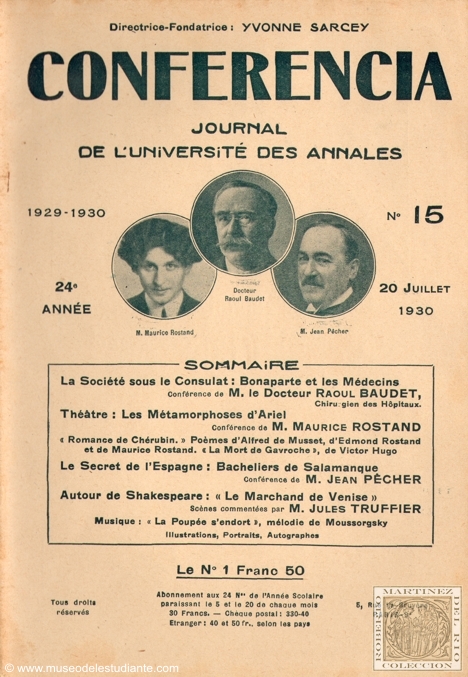 Directrice-Fondatrice : YVONNE SARCEY
CONFERENCIA
JOURNAL
DE L'UNIVERSITÉ DES ANNALES
1929-1930
N° 15
24e
ANNÉE
Docteur
Raoul Baudet
20 JUILLET
1930
M. Maurice Rostand
M. Jean Pécher
SOMMAIRE
La Société sous le Consulat : Bonaparte et les Médecins
Conférence de M. le Docteur RAOUL BAUDET,
Chirurgien des Hôpitaux.
Théâtre : Les Métamorphoses d'Ariel
Conférence de M. MAURICE ROSTAND
« Romance de Chérubin. » Poèmes d'Alfred de Musset, d'Edmond Rostand
et de Maurice Rostand. « La Mort de Gavroche », de Victor Hugo
Le Secret de l'Espagne : Bacheliers de Salamanque
Conférence de M. JEAN PÉCHER
Autour de Shakespeare : « Le Marchand de Venise »
Scènes commentées par M. JULES TRUFFIER
Musique : « La Poupée s'endort », mélodie de Moussorgsky
Illustrations, Portraits, Autographes
Le N° 1 Franc 50
Tous droits
réservés
Abonnement aux 24 Nos de l'Année Scolaire
paraissant le 5 et le 20 de chaque mois
30 Francs. — Chèque postal : 330-40
Etranger : 40 et 50 fr., selon les pays
5, Rue
PARIS-9e
ROBERTO MARTINEZ DEL RIO
COLECCION
© www.museodelestudiante.com